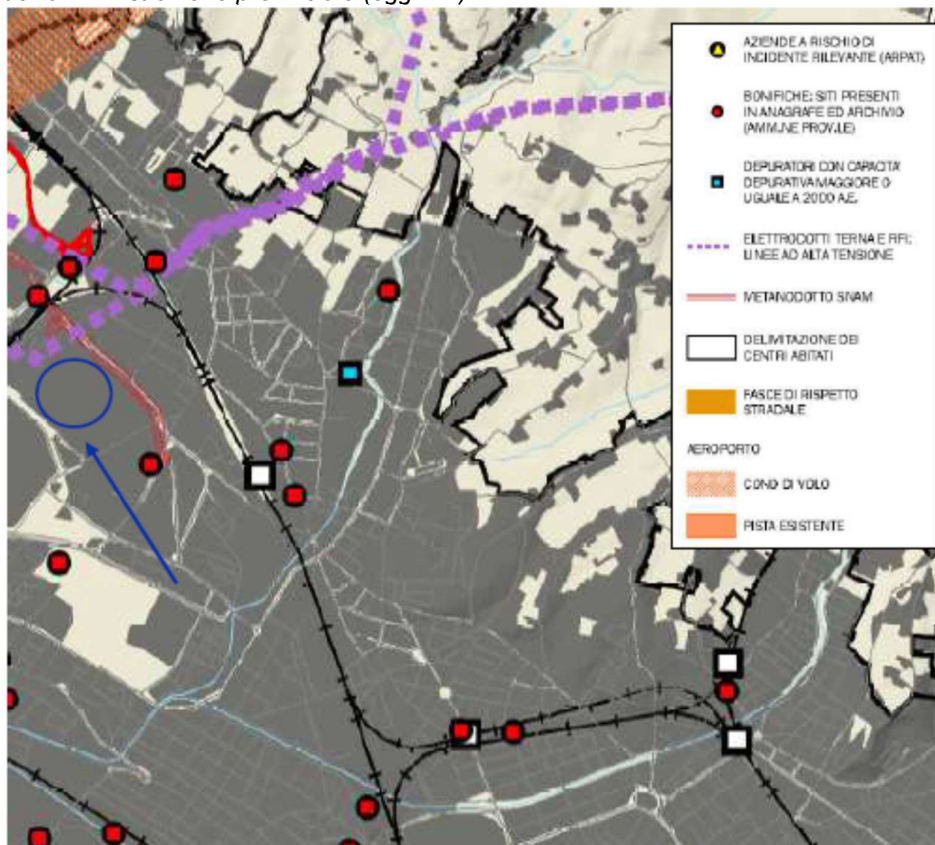 AZIENDE A RISCHIO DI
INCIDENTE RILEVANTE (ARPAT)
BONIFICHE: SITI PRESENTI
IN ANAGRAFE ED ARCHIVIO
(AMM.NE PROV.LE)
DEPURATORI CON CAPACITA'
DEPURATIVA MAGGIORE O
UGUALE A 2000 A.E.
ELETTRODOTTI TERNA E RFI:
LINEE AD ALTA TENSIONE
METANODOTTO SNAM
DELIMITAZIONE DEI
CENTRI ABITATI
FASCE DI RISPETTO
STRADALE
AEROPORTO
CONO DI VOLO
PISTA ESISTENTE